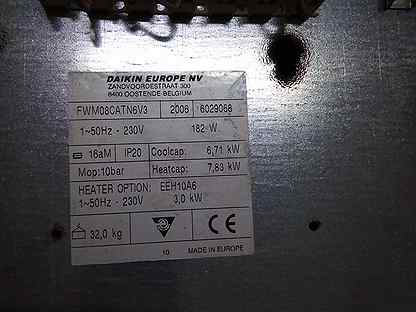 DAIKIN EUROPE NV
ZANDVOORDESTRAAT 300
8400 OOSTENDE-BELGIUM
FWM08CATN6V3 2006 6029068
1~50Hz - 230V 182 W
16aM IP20 Coolcap: 6,71 kW
Mop:10bar Heatcap: 7,83 kW
HEATER OPTION: EEH10A6
1~50Hz - 230V 3,0 kW
32,0 kg CE
10 MADE IN EUROPE